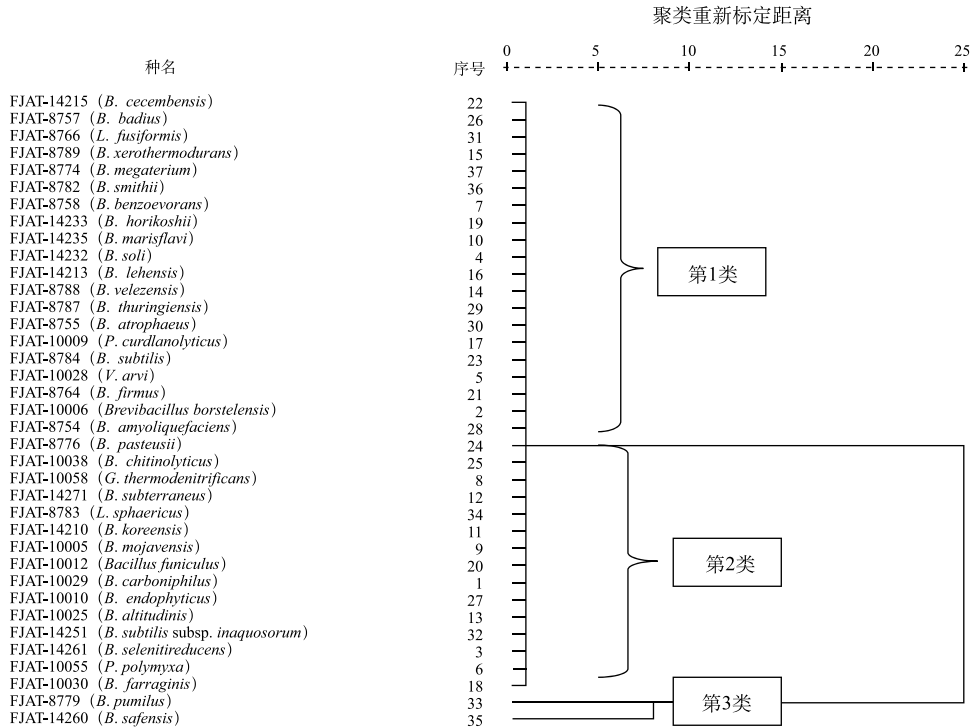 聚类重新标定距离
0 5 10 15 20 25
种名 序号
FJAT-14215 (B. cecembensis) 22
FJAT-8757 (B. badius) 26
FJAT-8766 (L. fusiformis) 31
FJAT-8789 (B. xerothermodurans) 15
FJAT-8774 (B. megaterium) 37
FJAT-8782 (B. smithii) 36
FJAT-8758 (B. benzoevorans) 7
FJAT-14233 (B. horikoshii) 19
FJAT-14235 (B. marisflavi) 10
FJAT-14232 (B. soli) 4
FJAT-14213 (B. lehensis) 16
第1类
FJAT-8788 (B. velezensis) 14
FJAT-8787 (B. thuringiensis) 29
FJAT-8755 (B. atrophaeus) 30
FJAT-10009 (P. curdlanolyticus) 17
FJAT-8784 (B. subtilis) 23
FJAT-10028 (V. arvi) 5
FJAT-8764 (B. firmus) 21
FJAT-10006 (Brevibacillus borstelensis) 2
FJAT-8754 (B. amyoliquefaciens) 28
FJAT-8776 (B. pasteusii) 24
FJAT-10038 (B. chitinolyticus) 25
FJAT-10058 (G. thermodenitrificans) 8
FJAT-14271 (B. subterraneus) 12
FJAT-8783 (L. sphaericus) 34
FJAT-14210 (B. koreensis) 11
FJAT-10005 (B. mojavensis) 9
FJAT-10012 (Bacillus funiculus) 20
第2类
FJAT-10029 (B. carboniphilus) 1
FJAT-10010 (B. endophyticus) 27
FJAT-10025 (B. altitudinis) 13
FJAT-14251 (B. subtilis subsp. inaquosorum) 32
FJAT-14261 (B. selenitireducens) 3
FJAT-10055 (P. polymyxa) 6
FJAT-10030 (B. farraginis) 18
FJAT-8779 (B. pumilus) 33
第3类
FJAT-14260 (B. safensis) 35